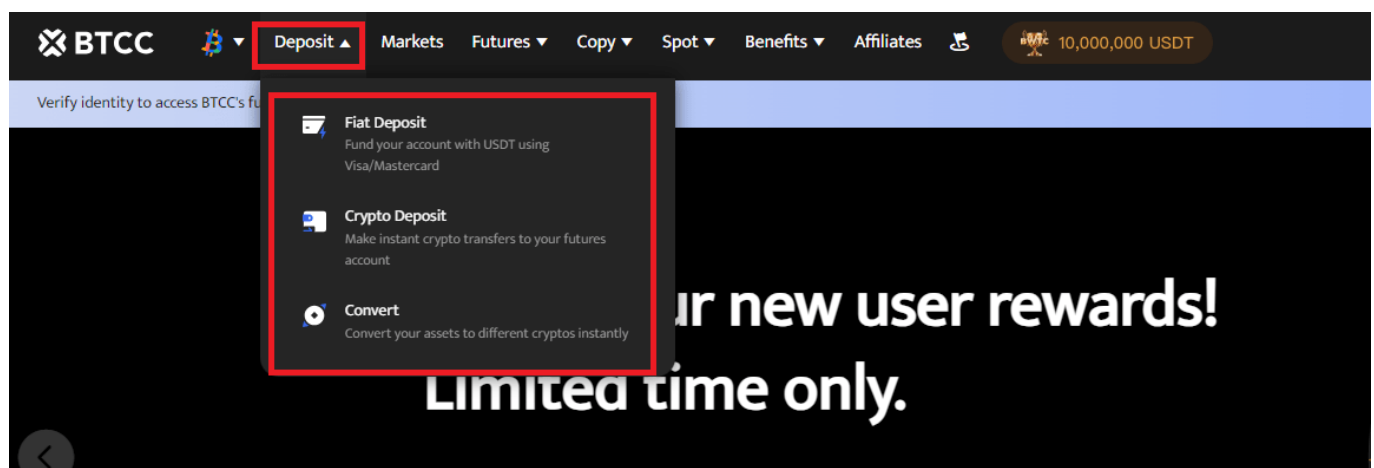 BTCC Deposit ▲ Markets Futures ▼ Copy ▼ Spot ▼ Benefits ▼ Affiliates 10,000,000 USDT
Verify identity to access BTCC's
Fiat Deposit
Fund your account with USDT using
Visa/Mastercard
Crypto Deposit
Make instant crypto transfers to your futures
account
Convert
Convert your assets to different cryptos instantly
new user rewards!
Limited time only.